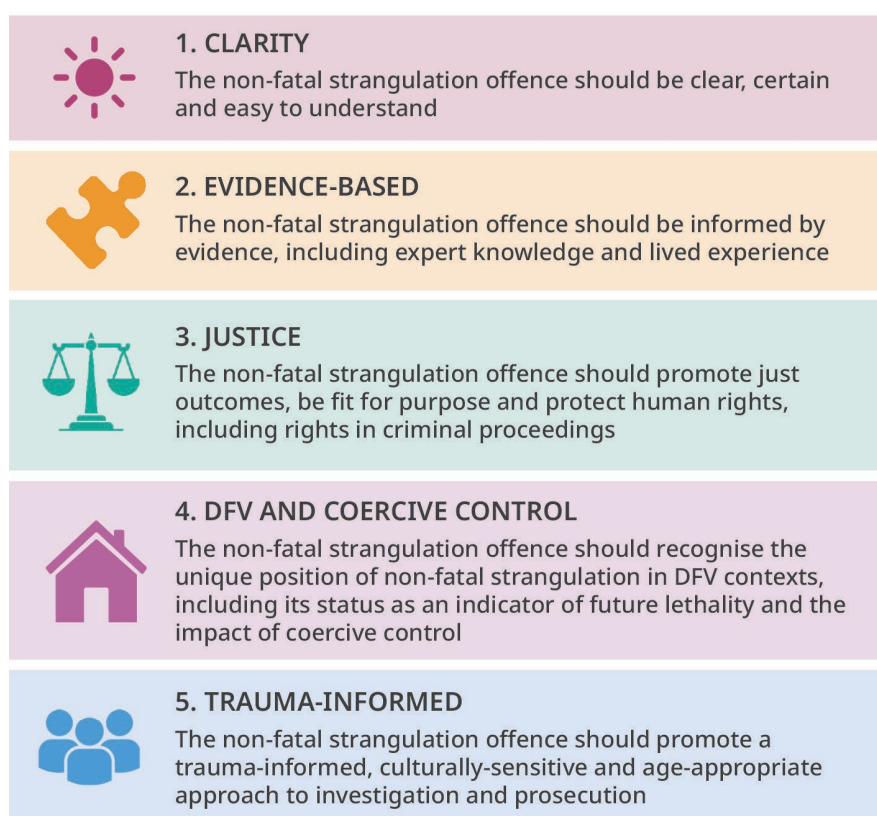 1. CLARITY
The non-fatal strangulation offence should be clear, certain
and easy to understand
2. EVIDENCE-BASED
The non-fatal strangulation offence should be informed by
evidence, including expert knowledge and lived experience
3. JUSTICE
The non-fatal strangulation offence should promote just
outcomes, be fit for purpose and protect human rights,
including rights in criminal proceedings
4. DFV AND COERCIVE CONTROL
The non-fatal strangulation offence should recognise the
unique position of non-fatal strangulation in DFV contexts,
including its status as an indicator of future lethality and the
impact of coercive control
5. TRAUMA-INFORMED
The non-fatal strangulation offence should promote a
trauma-informed, culturally-sensitive and age-appropriate
approach to investigation and prosecution